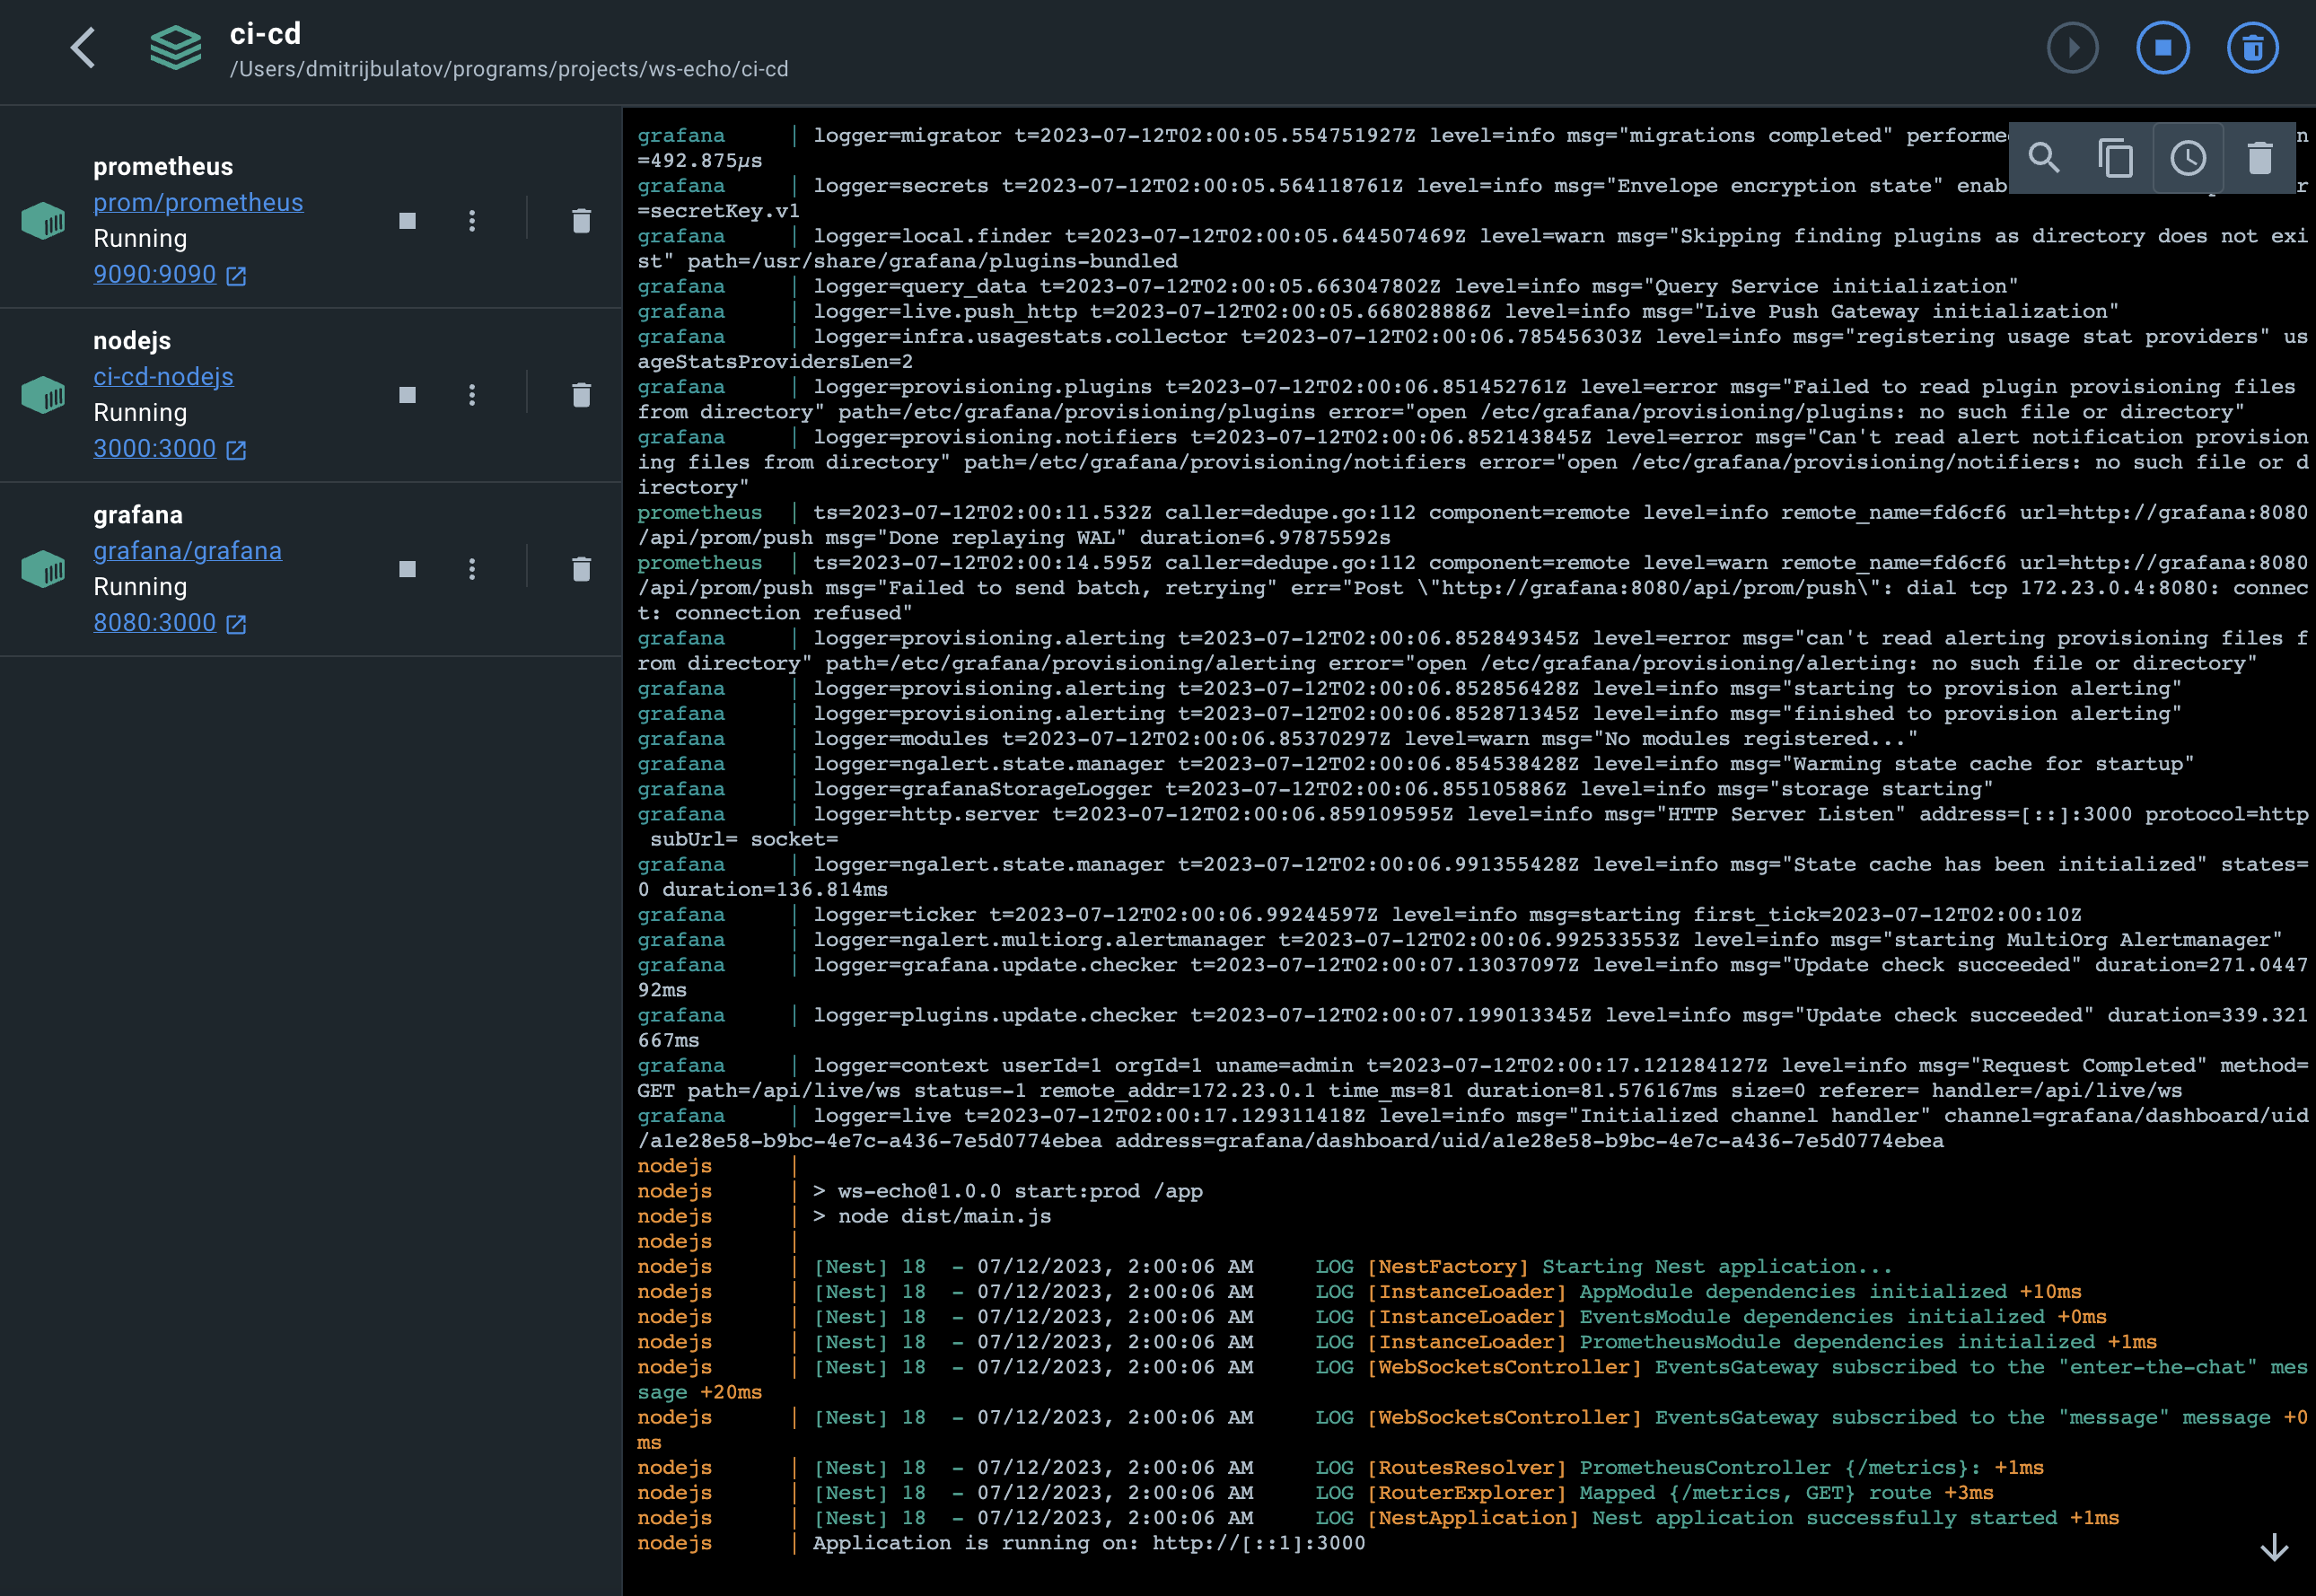 ci-cd
/Users/dmitrijbulatov/programs/projects/ws-echo/ci-cd
prometheus
prom/prometheus
Running
9090:9090
nodejs
ci-cd-nodejs
Running
3000:3000
grafana
grafana/grafana
Running
8080:3000
grafana | logger=migrator t=2023-07-12T02:00:05.554751927Z level=info msg="migrations completed" performe n
=492.875µs
grafana | logger=secrets t=2023-07-12T02:00:05.564118761Z level=info msg="Envelope encryption state" enab r
=secretKey.v1
grafana | logger=local.finder t=2023-07-12T02:00:05.644507469Z level=warn msg="Skipping finding plugins as directory does not exi
st" path=/usr/share/grafana/plugins-bundled
grafana | logger=query_data t=2023-07-12T02:00:05.663047802Z level=info msg="Query Service initialization"
grafana | logger=live.push_http t=2023-07-12T02:00:05.668028886Z level=info msg="Live Push Gateway initialization"
grafana | logger=infra.usagestats.collector t=2023-07-12T02:00:06.785456303Z level=info msg="registering usage stat providers" us
ageStatsProvidersLen=2
grafana | logger=provisioning.plugins t=2023-07-12T02:00:06.851452761Z level=error msg="Failed to read plugin provisioning files
from directory" path=/etc/grafana/provisioning/plugins error="open /etc/grafana/provisioning/plugins: no such file or directory"
grafana | logger=provisioning.notifiers t=2023-07-12T02:00:06.852143845Z level=error msg="Can't read alert notification provision
ing files from directory" path=/etc/grafana/provisioning/notifiers error="open /etc/grafana/provisioning/notifiers: no such file or d
irectory"
prometheus | ts=2023-07-12T02:00:11.532Z caller=dedupe.go:112 component=remote level=info remote_name=fd6cf6 url=http://grafana:8080
/api/prom/push msg="Done replaying WAL" duration=6.97875592s
prometheus | ts=2023-07-12T02:00:14.595Z caller=dedupe.go:112 component=remote level=warn remote_name=fd6cf6 url=http://grafana:8080
/api/prom/push msg="Failed to send batch, retrying" err="Post \"http://grafana:8080/api/prom/push\": dial tcp 172.23.0.4:8080: connec
t: connection refused"
grafana | logger=provisioning.alerting t=2023-07-12T02:00:06.852849345Z level=error msg="can't read alerting provisioning files f
rom directory" path=/etc/grafana/provisioning/alerting error="open /etc/grafana/provisioning/alerting: no such file or directory"
grafana | logger=provisioning.alerting t=2023-07-12T02:00:06.852856428Z level=info msg="starting to provision alerting"
grafana | logger=provisioning.alerting t=2023-07-12T02:00:06.852871345Z level=info msg="finished to provision alerting"
grafana | logger=modules t=2023-07-12T02:00:06.85370297Z level=warn msg="No modules registered..."
grafana | logger=ngalert.state.manager t=2023-07-12T02:00:06.854538428Z level=info msg="Warming state cache for startup"
grafana | logger=grafanaStorageLogger t=2023-07-12T02:00:06.855105886Z level=info msg="storage starting"
grafana | logger=http.server t=2023-07-12T02:00:06.859109595Z level=info msg="HTTP Server Listen" address=[::]:3000 protocol=http
subUrl= socket=
grafana | logger=ngalert.state.manager t=2023-07-12T02:00:06.991355428Z level=info msg="State cache has been initialized" states=
0 duration=136.814ms
grafana | logger=ticker t=2023-07-12T02:00:06.99244597Z level=info msg=starting first_tick=2023-07-12T02:00:10Z
grafana | logger=ngalert.multiorg.alertmanager t=2023-07-12T02:00:06.992533553Z level=info msg="starting MultiOrg Alertmanager"
grafana | logger=grafana.update.checker t=2023-07-12T02:00:07.13037097Z level=info msg="Update check succeeded" duration=271.0447
92ms
grafana | logger=plugins.update.checker t=2023-07-12T02:00:07.199013345Z level=info msg="Update check succeeded" duration=339.321
667ms
grafana | logger=context userId=1 orgId=1 uname=admin t=2023-07-12T02:00:17.121284127Z level=info msg="Request Completed" method=
GET path=/api/live/ws status=-1 remote_addr=172.23.0.1 time_ms=81 duration=81.576167ms size=0 referer= handler=/api/live/ws
grafana | logger=live t=2023-07-12T02:00:17.129311418Z level=info msg="Initialized channel handler" channel=grafana/dashboard/uid
/a1e28e58-b9bc-4e7c-a436-7e5d0774ebea address=grafana/dashboard/uid/a1e28e58-b9bc-4e7c-a436-7e5d0774ebea
nodejs |
nodejs | > ws-echo@1.0.0 start:prod /app
nodejs | > node dist/main.js
nodejs |
nodejs | [Nest] 18 - 07/12/2023, 2:00:06 AM LOG [NestFactory] Starting Nest application...
nodejs | [Nest] 18 - 07/12/2023, 2:00:06 AM LOG [InstanceLoader] AppModule dependencies initialized +10ms
nodejs | [Nest] 18 - 07/12/2023, 2:00:06 AM LOG [InstanceLoader] EventsModule dependencies initialized +0ms
nodejs | [Nest] 18 - 07/12/2023, 2:00:06 AM LOG [InstanceLoader] PrometheusModule dependencies initialized +1ms
nodejs | [Nest] 18 - 07/12/2023, 2:00:06 AM LOG [WebSocketsController] EventsGateway subscribed to the "enter-the-chat" mes
sage +20ms
nodejs | [Nest] 18 - 07/12/2023, 2:00:06 AM LOG [WebSocketsController] EventsGateway subscribed to the "message" message +0
ms
nodejs | [Nest] 18 - 07/12/2023, 2:00:06 AM LOG [RoutesResolver] PrometheusController {/metrics}: +1ms
nodejs | [Nest] 18 - 07/12/2023, 2:00:06 AM LOG [RouterExplorer] Mapped {/metrics, GET} route +3ms
nodejs | [Nest] 18 - 07/12/2023, 2:00:06 AM LOG [NestApplication] Nest application successfully started +1ms
nodejs | Application is running on: http://[::1]:3000